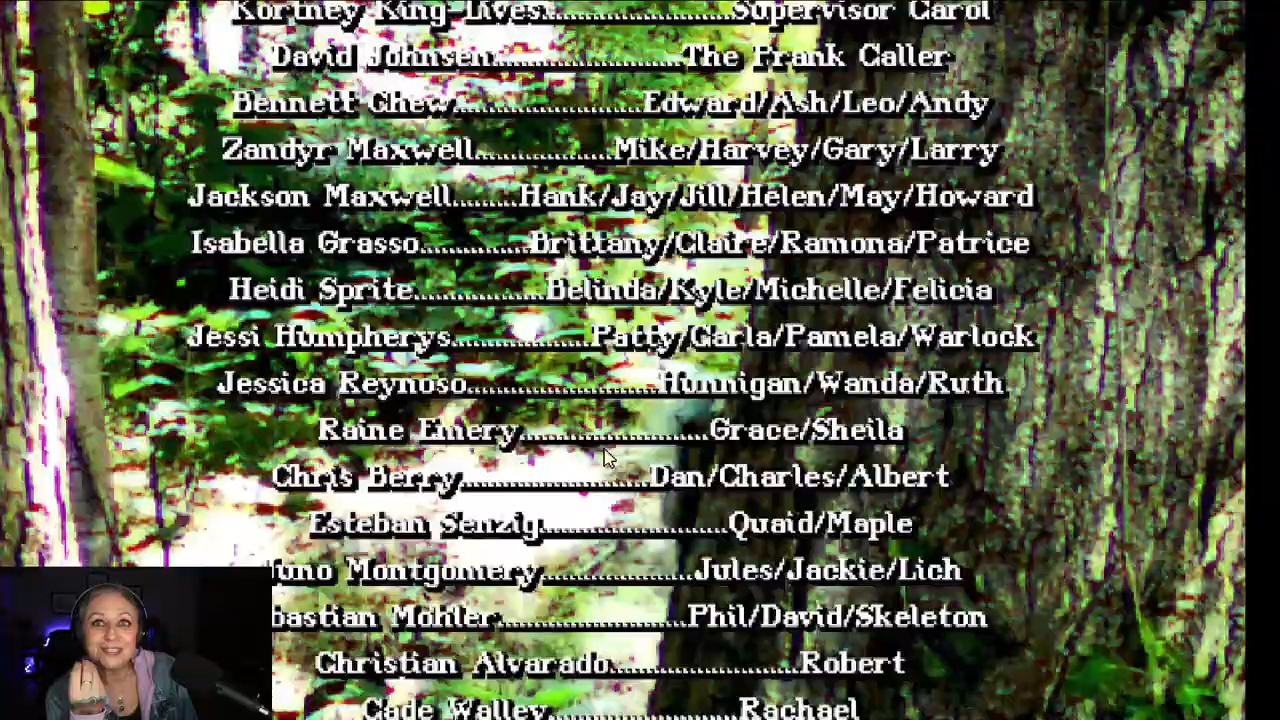 Kortney King-Lives....................Supervisor Carol
David Johnsen....................The Prank Caller
Bennett Chew....................Edward/Ash/Leo/Andy
Zandyr Maxwell...............Mike/Harvey/Gary/Larry
Jackson Maxwell.......Hank/Jay/Jill/Helen/May/Howard
Isabella Grasso............Brittany/Claire/Ramona/Patrice
Heidi Sprite..............Belinda/Kyle/Michelle/Felicia
Jessi Humpherys...............Patty/Carla/Pamela/Warlock
Jessica Reynoso....................Hunnigan/Wanda/Ruth
Raine Emery....................Grace/Sheila
Chris Berry....................Dan/Charles/Albert
Esteban Senzig....................Quaid/Maple
Montgomery................Jules/Jackie/Lich
Mohler....................Phil/David/Skeleton
Christian Alvarado....................Robert
Cade Walley....................Rachael